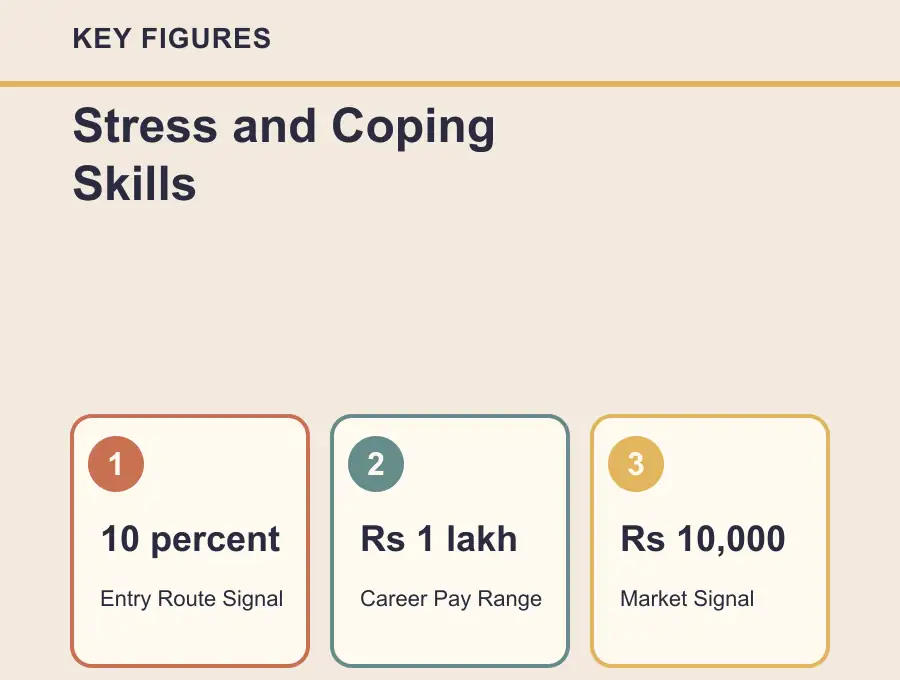 KEY FIGURES
Stress and Coping
Skills
1
10 percent
Entry Route Signal
2
Rs 1 lakh
Career Pay Range
3
Rs 10,000
Market Signal